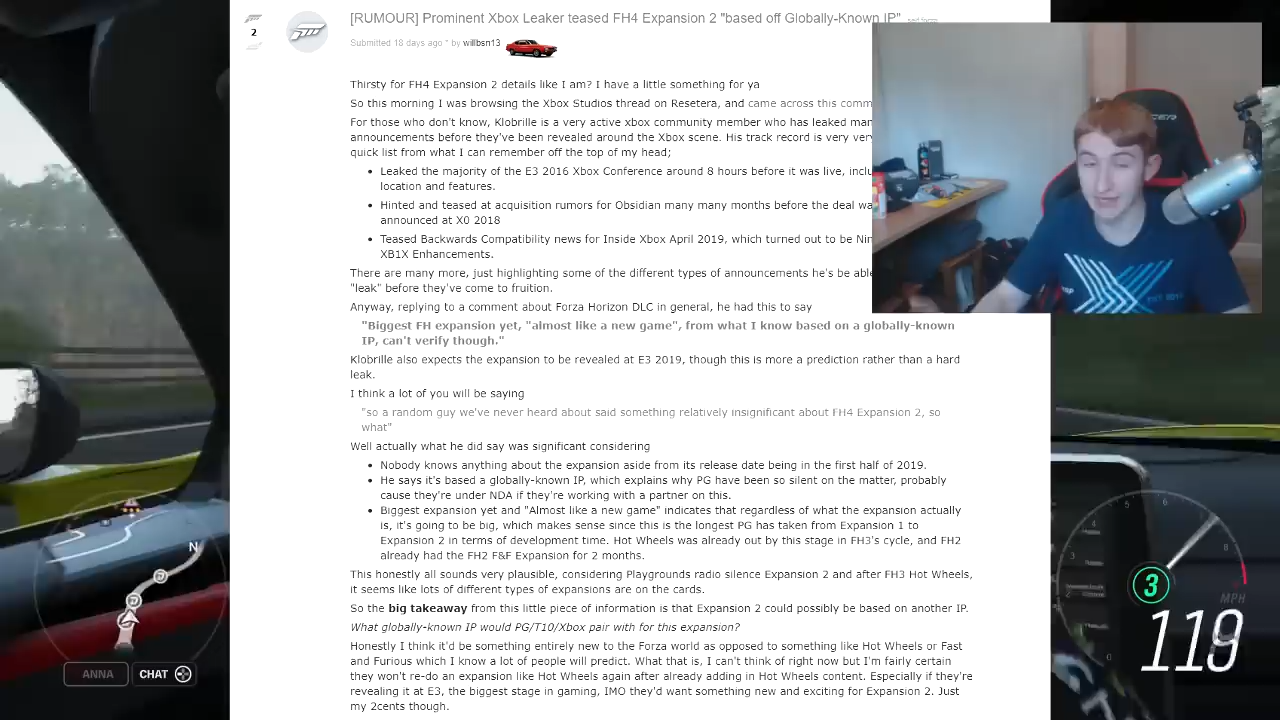 [RUMOUR] Prominent Xbox Leaker teased FH4 Expansion 2 "based off Globally-Known IP"
2
Submitted 18 days ago * by willbsn13
Thirsty for FH4 Expansion 2 details like I am? I have a little something for ya
So this morning I was browsing the Xbox Studios thread on Resetera, and came across this comm
For those who don't know, Klobrille is a very active xbox community member who has leaked
announcements before they've been revealed around the Xbox scene. His track record is very
quick list from what I can remember off the top of my head;
Leaked the majority of the E3 2016 Xbox Conference around 8 hours before it was live,
location and features.
Hinted and teased at acquisition rumors for Obsidian many many months before the deal
announced at X0 2018
Teased Backwards Compatibility news for Inside Xbox April 2019, which turned out to be
XB1X Enhancements.
There are many more, just highlighting some of the different types of announcements he's be
"leak" before they've come to fruition.
Anyway, replying to a comment about Forza Horizon DLC in general, he had this to say
"Biggest FH expansion yet, "almost like a new game", from what I know based on a globally-known
IP, can't verify though."
Klobrille also expects the expansion to be revealed at E3 2019, though this is more a prediction rather than a hard
leak.
I think a lot of you will be saying
"so a random guy we've never heard about said something relatively insignificant about FH4 Expansion 2, so
what"
Well actually what he did say was significant considering
Nobody knows anything about the expansion aside from its release date being in the first half of 2019.
He says it's based a globally-known IP, which explains why PG have been so silent on the matter, probably
cause they're under NDA if they're working with a partner on this.
Biggest expansion yet and "Almost like a new game" indicates that regardless of what the expansion actually
is, it's going to be big, which makes sense since this is the longest PG has taken from Expansion 1 to
Expansion 2 in terms of development time. Hot Wheels was already out by this stage in FH3's cycle, and FH2
already had the FH2 F&F Expansion for 2 months.
This honestly all sounds very plausible, considering Playgrounds radio silence Expansion 2 and after FH3 Hot Wheels,
it seems like lots of different types of expansions are on the cards.
So the big takeaway from this little piece of information is that Expansion 2 could possibly be based on another IP.
What globally-known IP would PG/T10/Xbox pair with for this expansion?
Honestly I think it'd be something entirely new to the Forza world as opposed to something like Hot Wheels or Fast
and Furious which I know a lot of people will predict. What that is, I can't think of right now but I'm fairly certain
they won't re-do an expansion like Hot Wheels again after already adding in Hot Wheels content. Especially if they're
revealing it at E3, the biggest stage in gaming, IMO they'd want something new and exciting for Expansion 2. Just
my 2cents though.
N
ANNA
CHAT
3
MPH
119